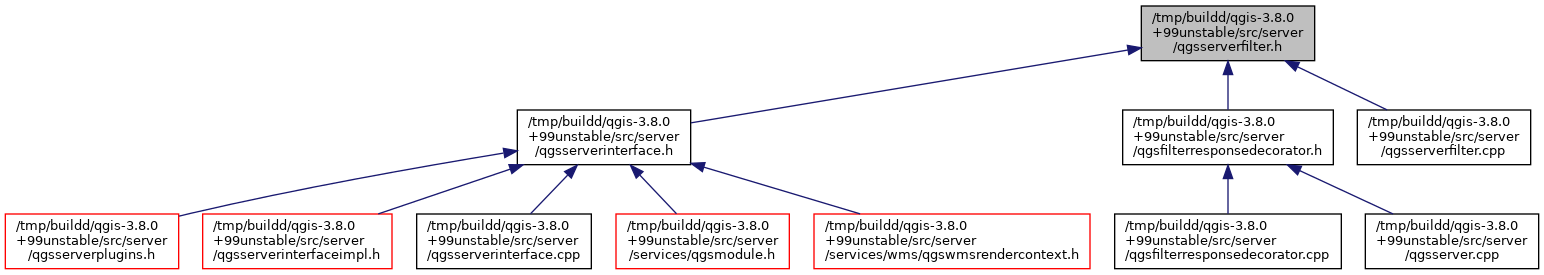 /tmp/buildd/qgis-3.8.0
+99unstable/src/server
/qgsserverfilter.h
/tmp/buildd/qgis-3.8.0
+99unstable/src/server
/qgsserverinterface.h
/tmp/buildd/qgis-3.8.0
+99unstable/src/server
/qgsfilterresponsedecorator.h
/tmp/buildd/qgis-3.8.0
+99unstable/src/server
/qgsserverfilter.cpp
/tmp/buildd/qgis-3.8.0
+99unstable/src/server
/qgsserverplugins.h
/tmp/buildd/qgis-3.8.0
+99unstable/src/server
/qgsserverinterfaceimpl.h
/tmp/buildd/qgis-3.8.0
+99unstable/src/server
/qgsserverinterface.cpp
/tmp/buildd/qgis-3.8.0
+99unstable/src/server
/services/qgsmodule.h
/tmp/buildd/qgis-3.8.0
+99unstable/src/server
/services/wms/qgswmsrendercontext.h
/tmp/buildd/qgis-3.8.0
+99unstable/src/server
/qgsfilterresponsedecorator.cpp
/tmp/buildd/qgis-3.8.0
+99unstable/src/server
/qgsserver.cpp